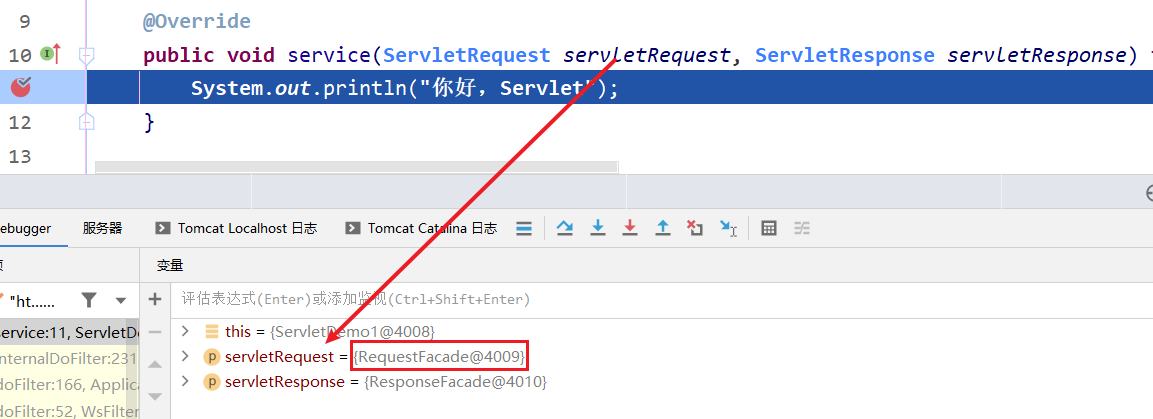 9 @Override
10 public void service(ServletRequest servletRequest, ServletResponse servletResponse)
System.out.println("你好，Servlet");
12 }
13
ebugger 服务器 Tomcat Localhost 日志 Tomcat Catalina 日志
变量
"ht...... 评估表达式(Enter)或添加监视(Ctrl+Shift+Enter)
service:11, ServletDe this = {ServletDemo1@4008}
nternalDoFilter:231 servletRequest = {RequestFacade@4009}
doFilter:166, Applica servletResponse = {ResponseFacade@4010}
doFilter:52, WsFilter